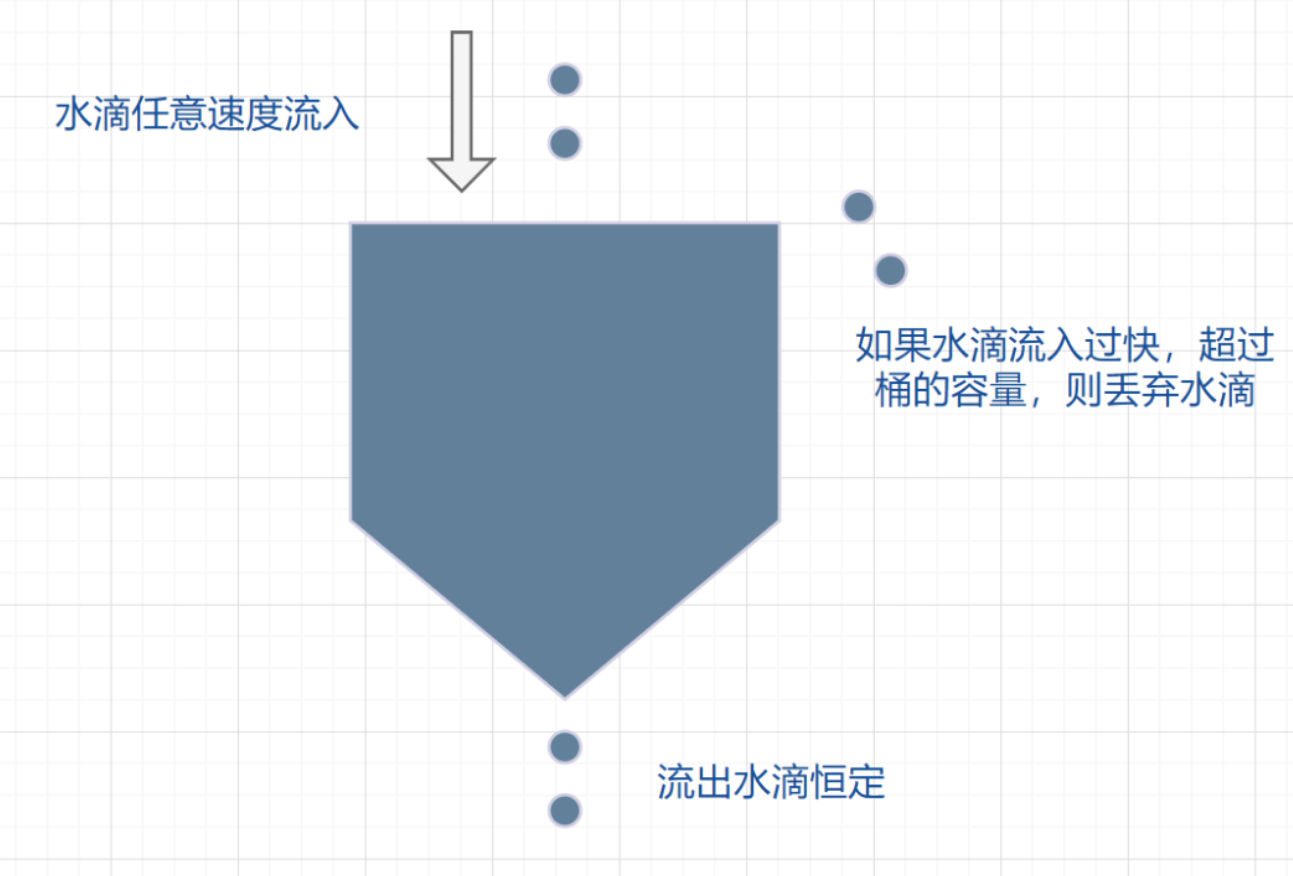 水滴任意速度流入
如果水滴流入过快，超过
桶的容量，则丢弃水滴
流出水滴恒定